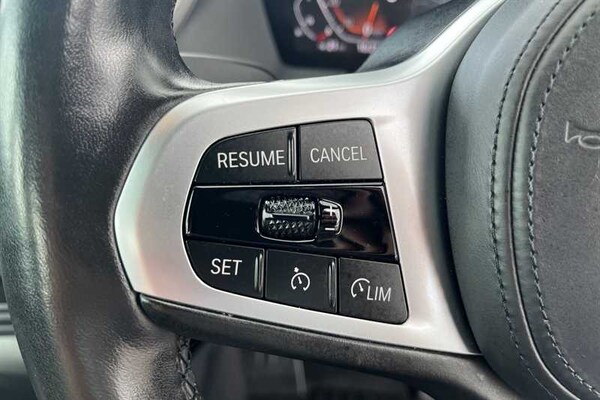 RESUME CANCEL
+
SET LIM